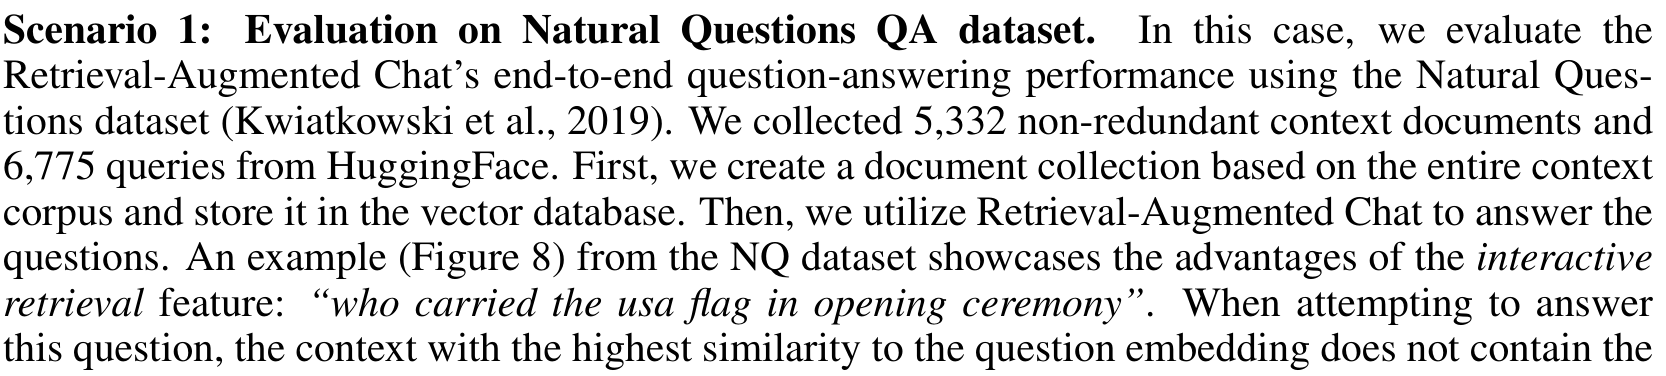 Scenario 1: Evaluation on Natural Questions QA dataset. In this case, we evaluate the
Retrieval-Augmented Chat’s end-to-end question-answering performance using the Natural Ques-
tions dataset (Kwiatkowski et al., 2019). We collected 5,332 non-redundant context documents and
6,775 queries from HuggingFace. First, we create a document collection based on the entire context
corpus and store it in the vector database. Then, we utilize Retrieval-Augmented Chat to answer the
questions. An example (Figure 8) from the NQ dataset showcases the advantages of the interactive
retrieval feature: “who carried the usa flag in opening ceremony”. When attempting to answer
this question, the context with the highest similarity to the question embedding does not contain the